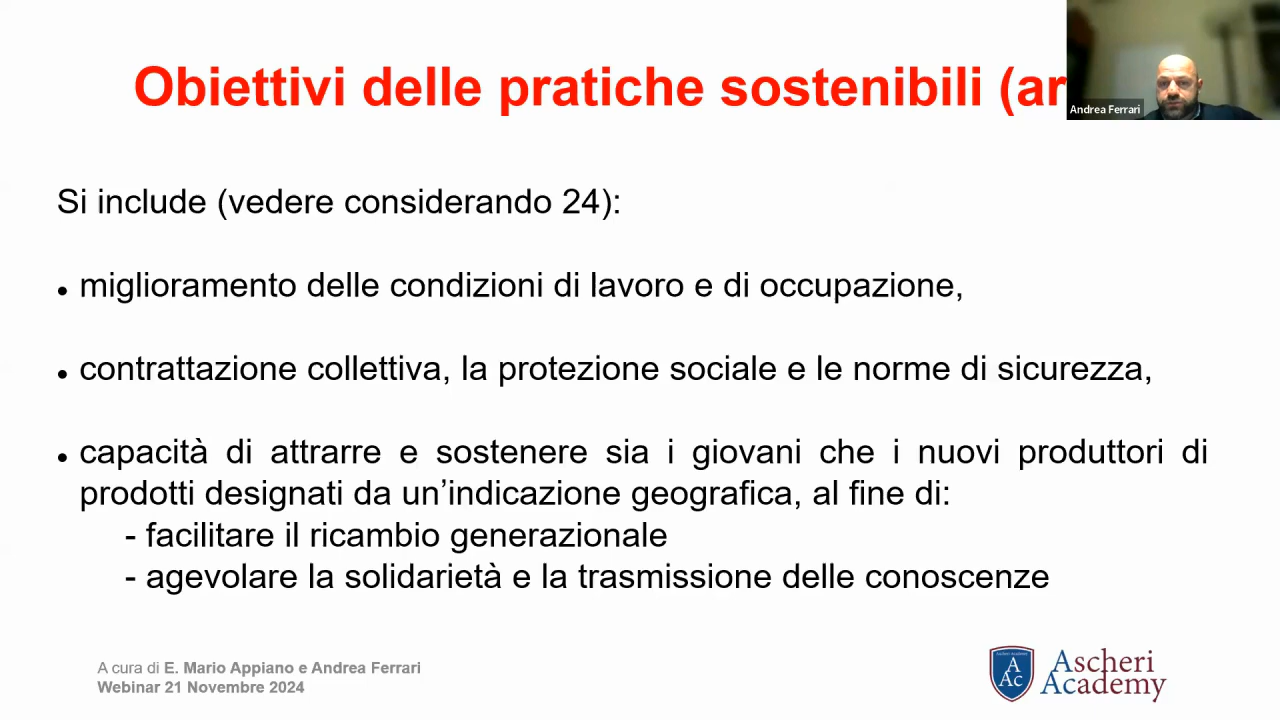 Obiettivi delle pratiche sostenibili (ar
Andrea Ferrari
Si include (vedere considerando 24):
• miglioramento delle condizioni di lavoro e di occupazione,
• contrattazione collettiva, la protezione sociale e le norme di sicurezza,
• capacità di attrarre e sostenere sia i giovani che i nuovi produttori di
prodotti designati da un’indicazione geografica, al fine di:
- facilitare il ricambio generazionale
- agevolare la solidarietà e la trasmissione delle conoscenze
A cura di E. Mario Appiano e Andrea Ferrari
Webinar 21 Novembre 2024
A
Ac
Ascheri
Academy